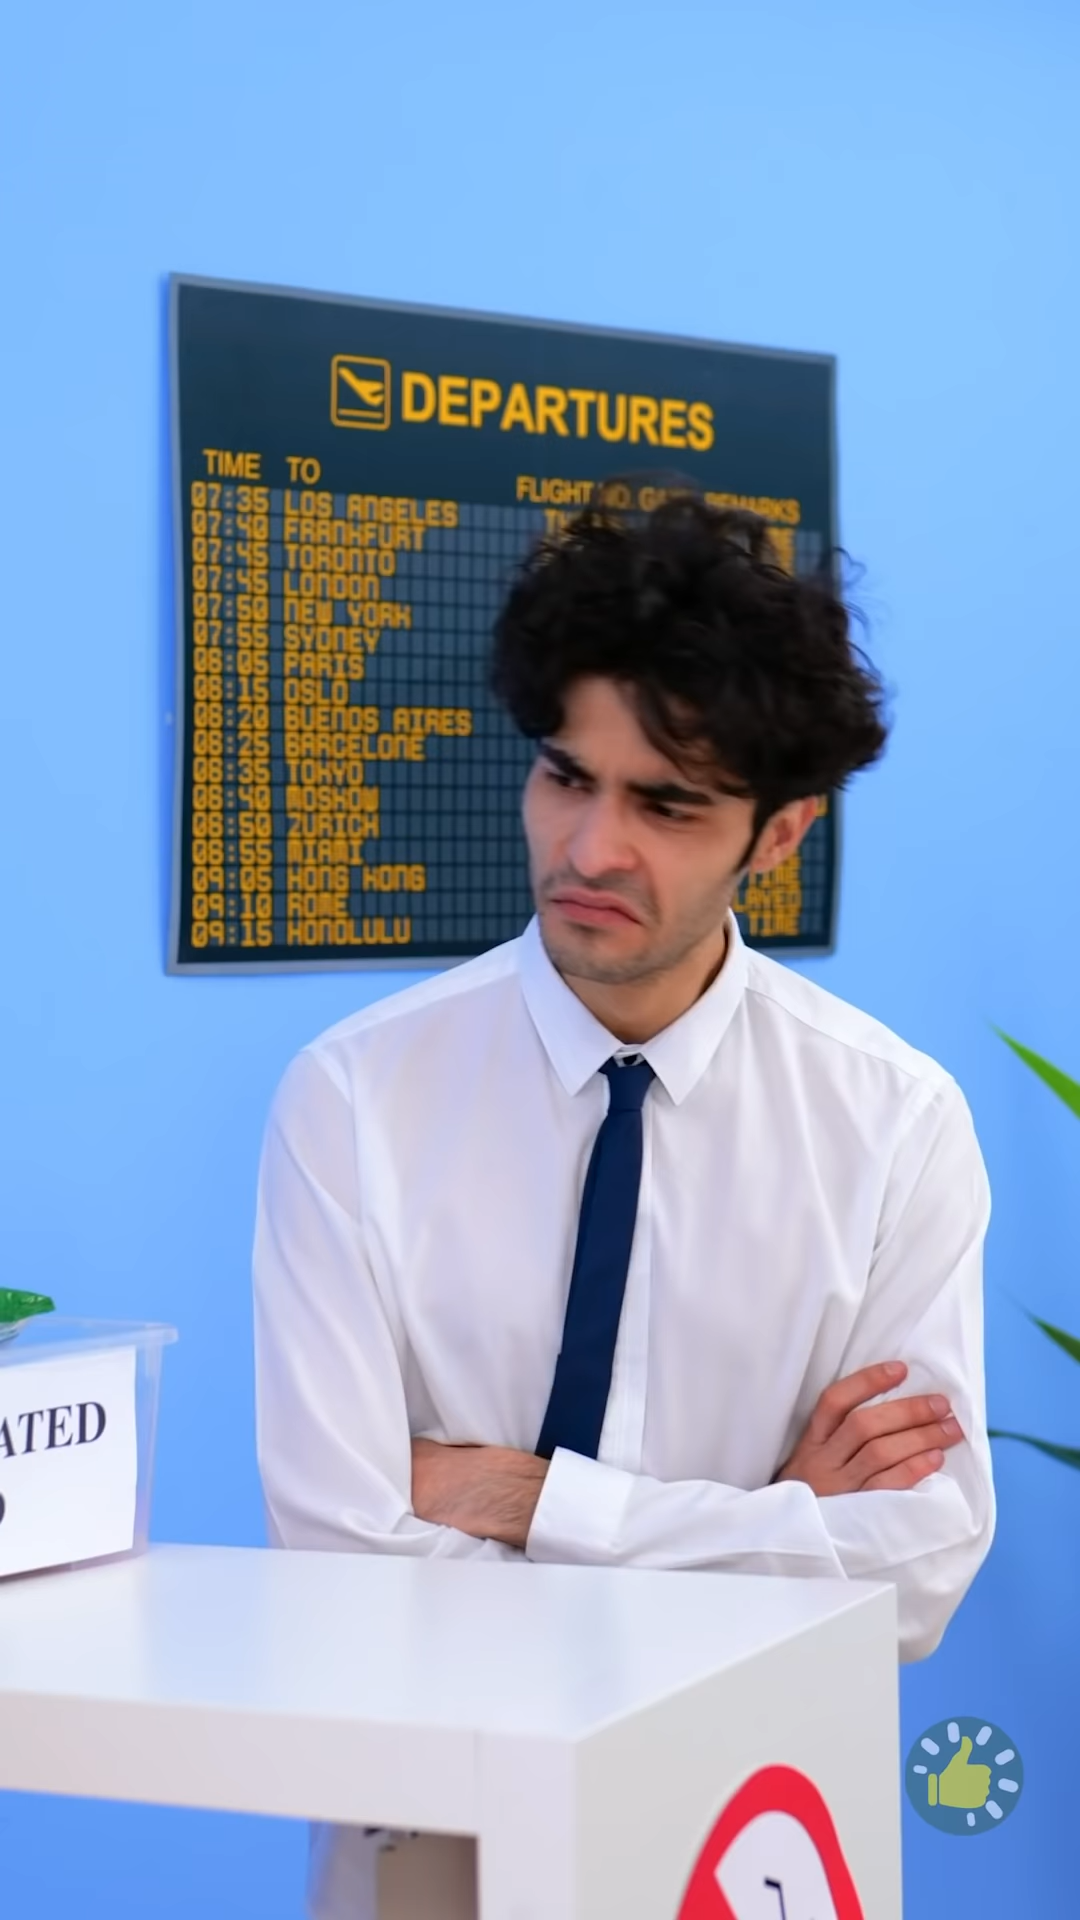 DEPARTURES
TIME TO FLIGHT NO. REMARKS
07:35 LOS ANGELES
07:40 FRANKFURT
07:45 TORONTO
07:45 LONDON
07:50 NEW YORK
07:55 SYDNEY
08:05 PARIS
08:15 OSLO
08:20 BUENOS AIRES
08:25 BARCELONE
08:35 TOKYO
08:40 MOSKOW
08:50 ZURICH
08:55 MIAMI
09:05 HONG KONG TIME
09:10 ROME LAYED
09:15 HONOLULU TIME
ATED